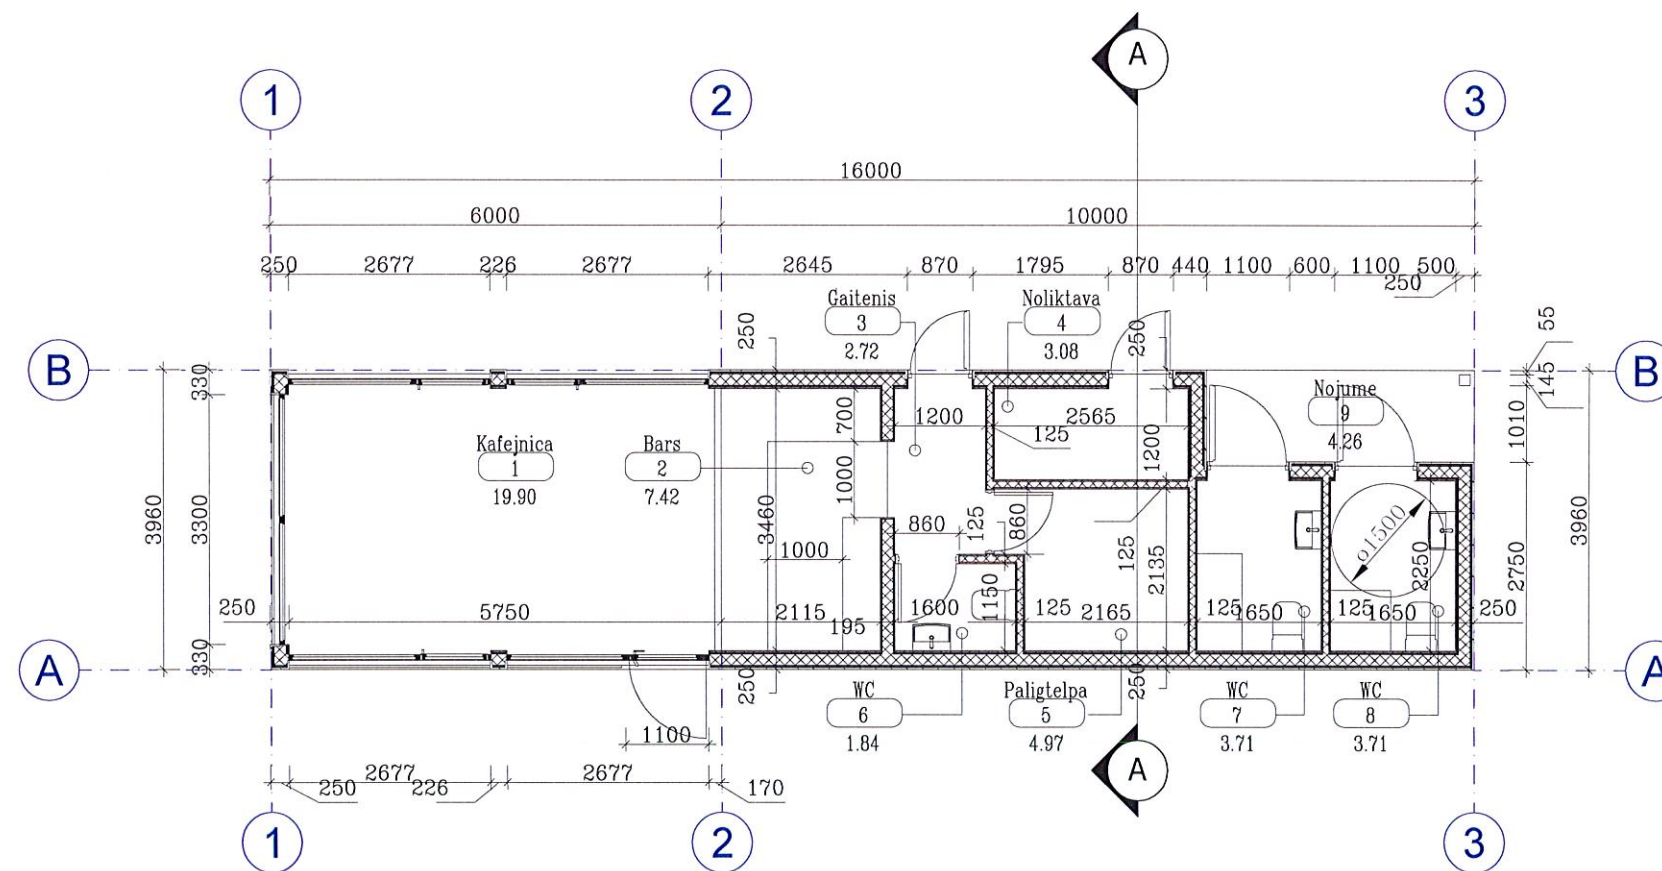 A
1 2 3
16000
6000 10000
250 2677 226 2677 2645 870 1795 870 440 1100 600 1100 500
250
Gaitenis
3
2.72
Noliktava
4
3.08
250 250 55
B B
330 145
Nojume
9
4.26
700 1200 2565 1010
125
Kafejnica
1
19.90
Bars
2
7.42
1000 1200
3960 3300 3460 860 125 860 ø1500 3960
1000 125 2135 2250 2750
1150
250 5750 2115 1600 125 2165 125 1650 125 1650 250
195
330
A A
250 250
WC
6
1.84
Paligtelpa
5
4.97
WC
7
3.71
WC
8
3.71
1100
A
2677 2677
250 226 170
1 2 3